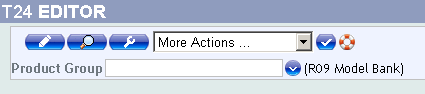 T24 EDITOR
More Actions ...
Product Group (R09 Model Bank)